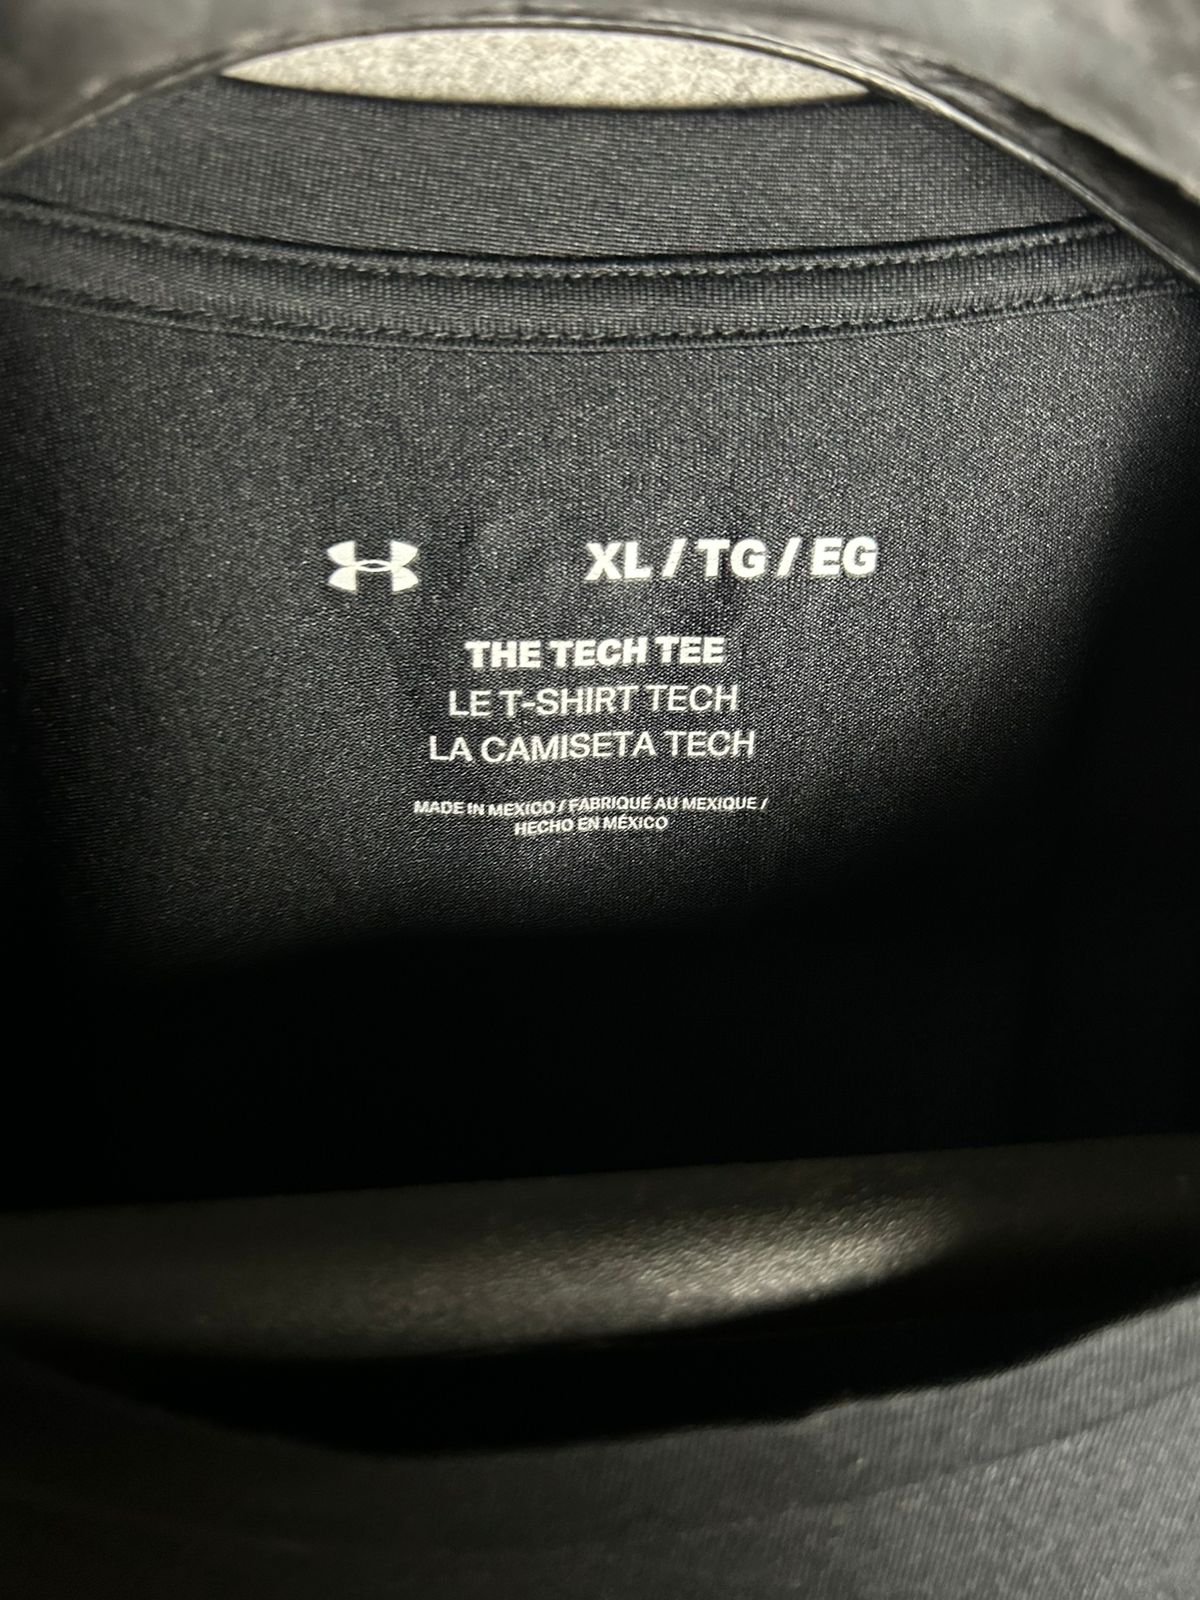 XL / TG / EG
THE TECH TEE
LE T-SHIRT TECH
LA CAMISETA TECH
MADE IN MEXICO / FABRIQUÉ AU MEXIQUE /
HECHO EN MÉXICO